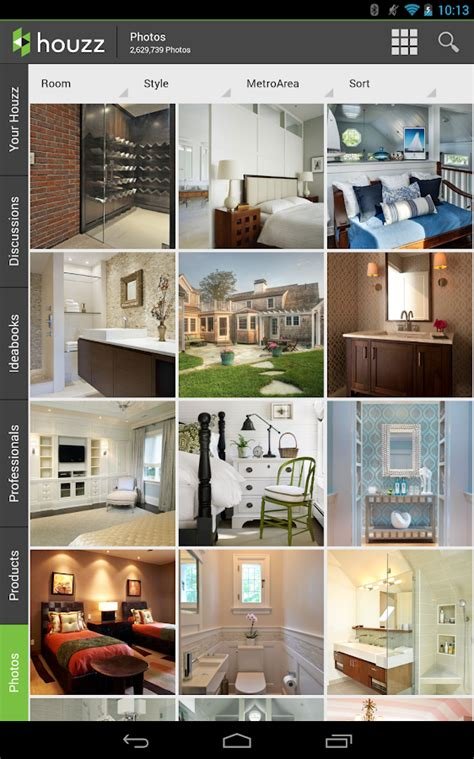 10:13
houzz
Photos
2,629,739 Photos
Room
Style
MetroArea
Sort
Your Houzz
Discussions
Ideabooks
Professionals
Products
Photos